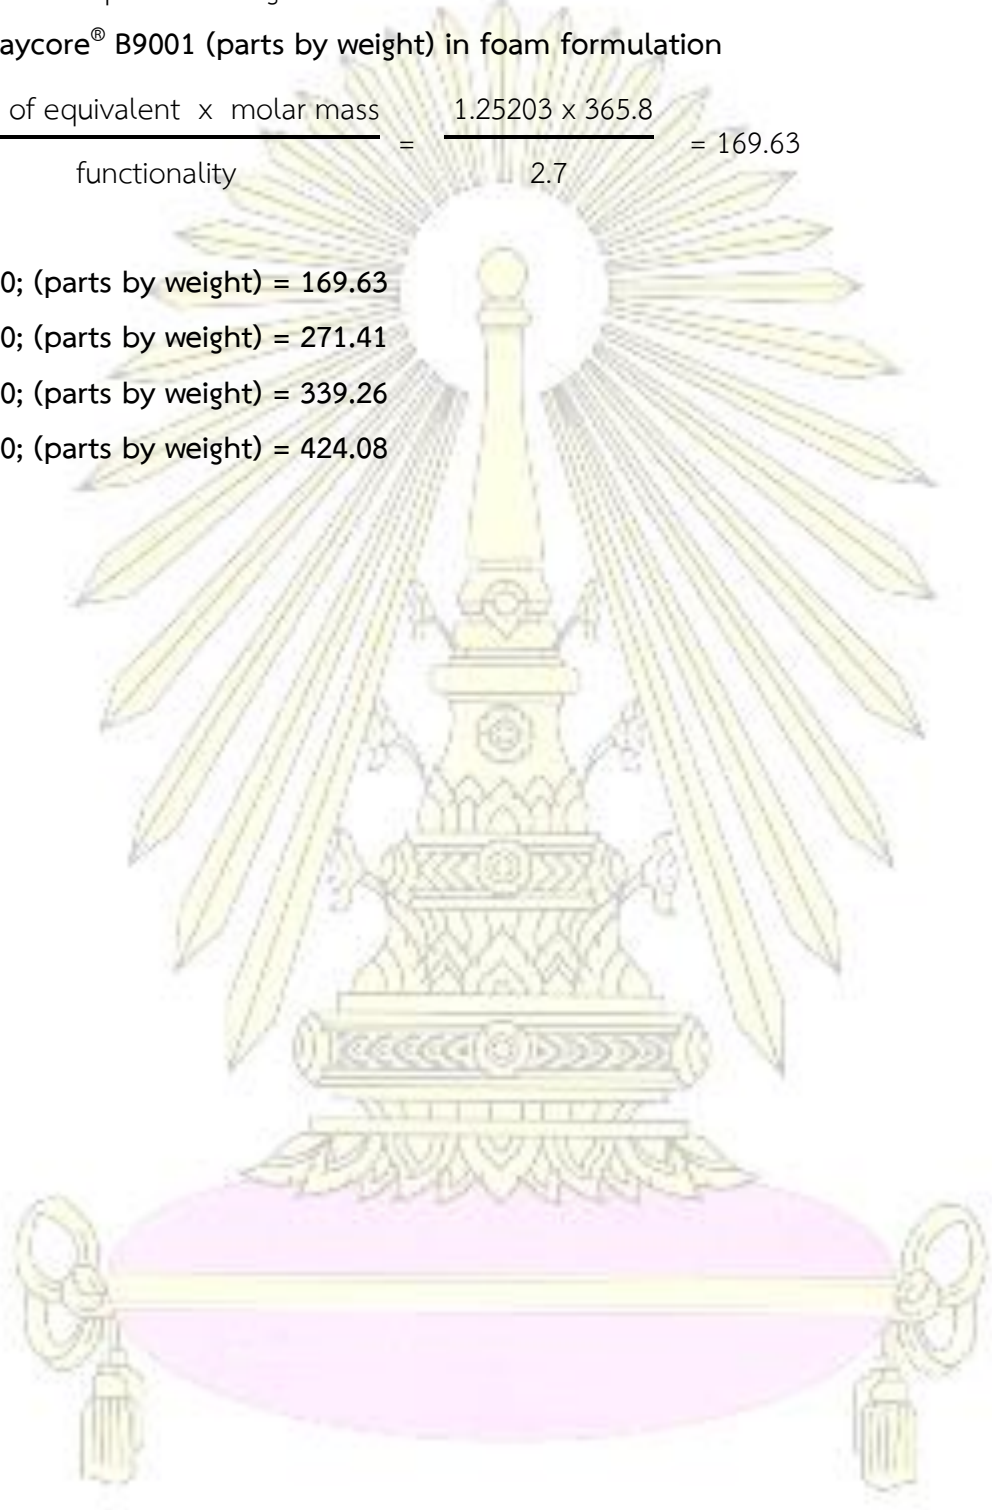 aycore® B9001 (parts by weight) in foam formulation
of equivalent x molar mass = 1.25203 x 365.8 = 169.63
functionality 2.7
0; (parts by weight) = 169.63
0; (parts by weight) = 271.41
0; (parts by weight) = 339.26
0; (parts by weight) = 424.08